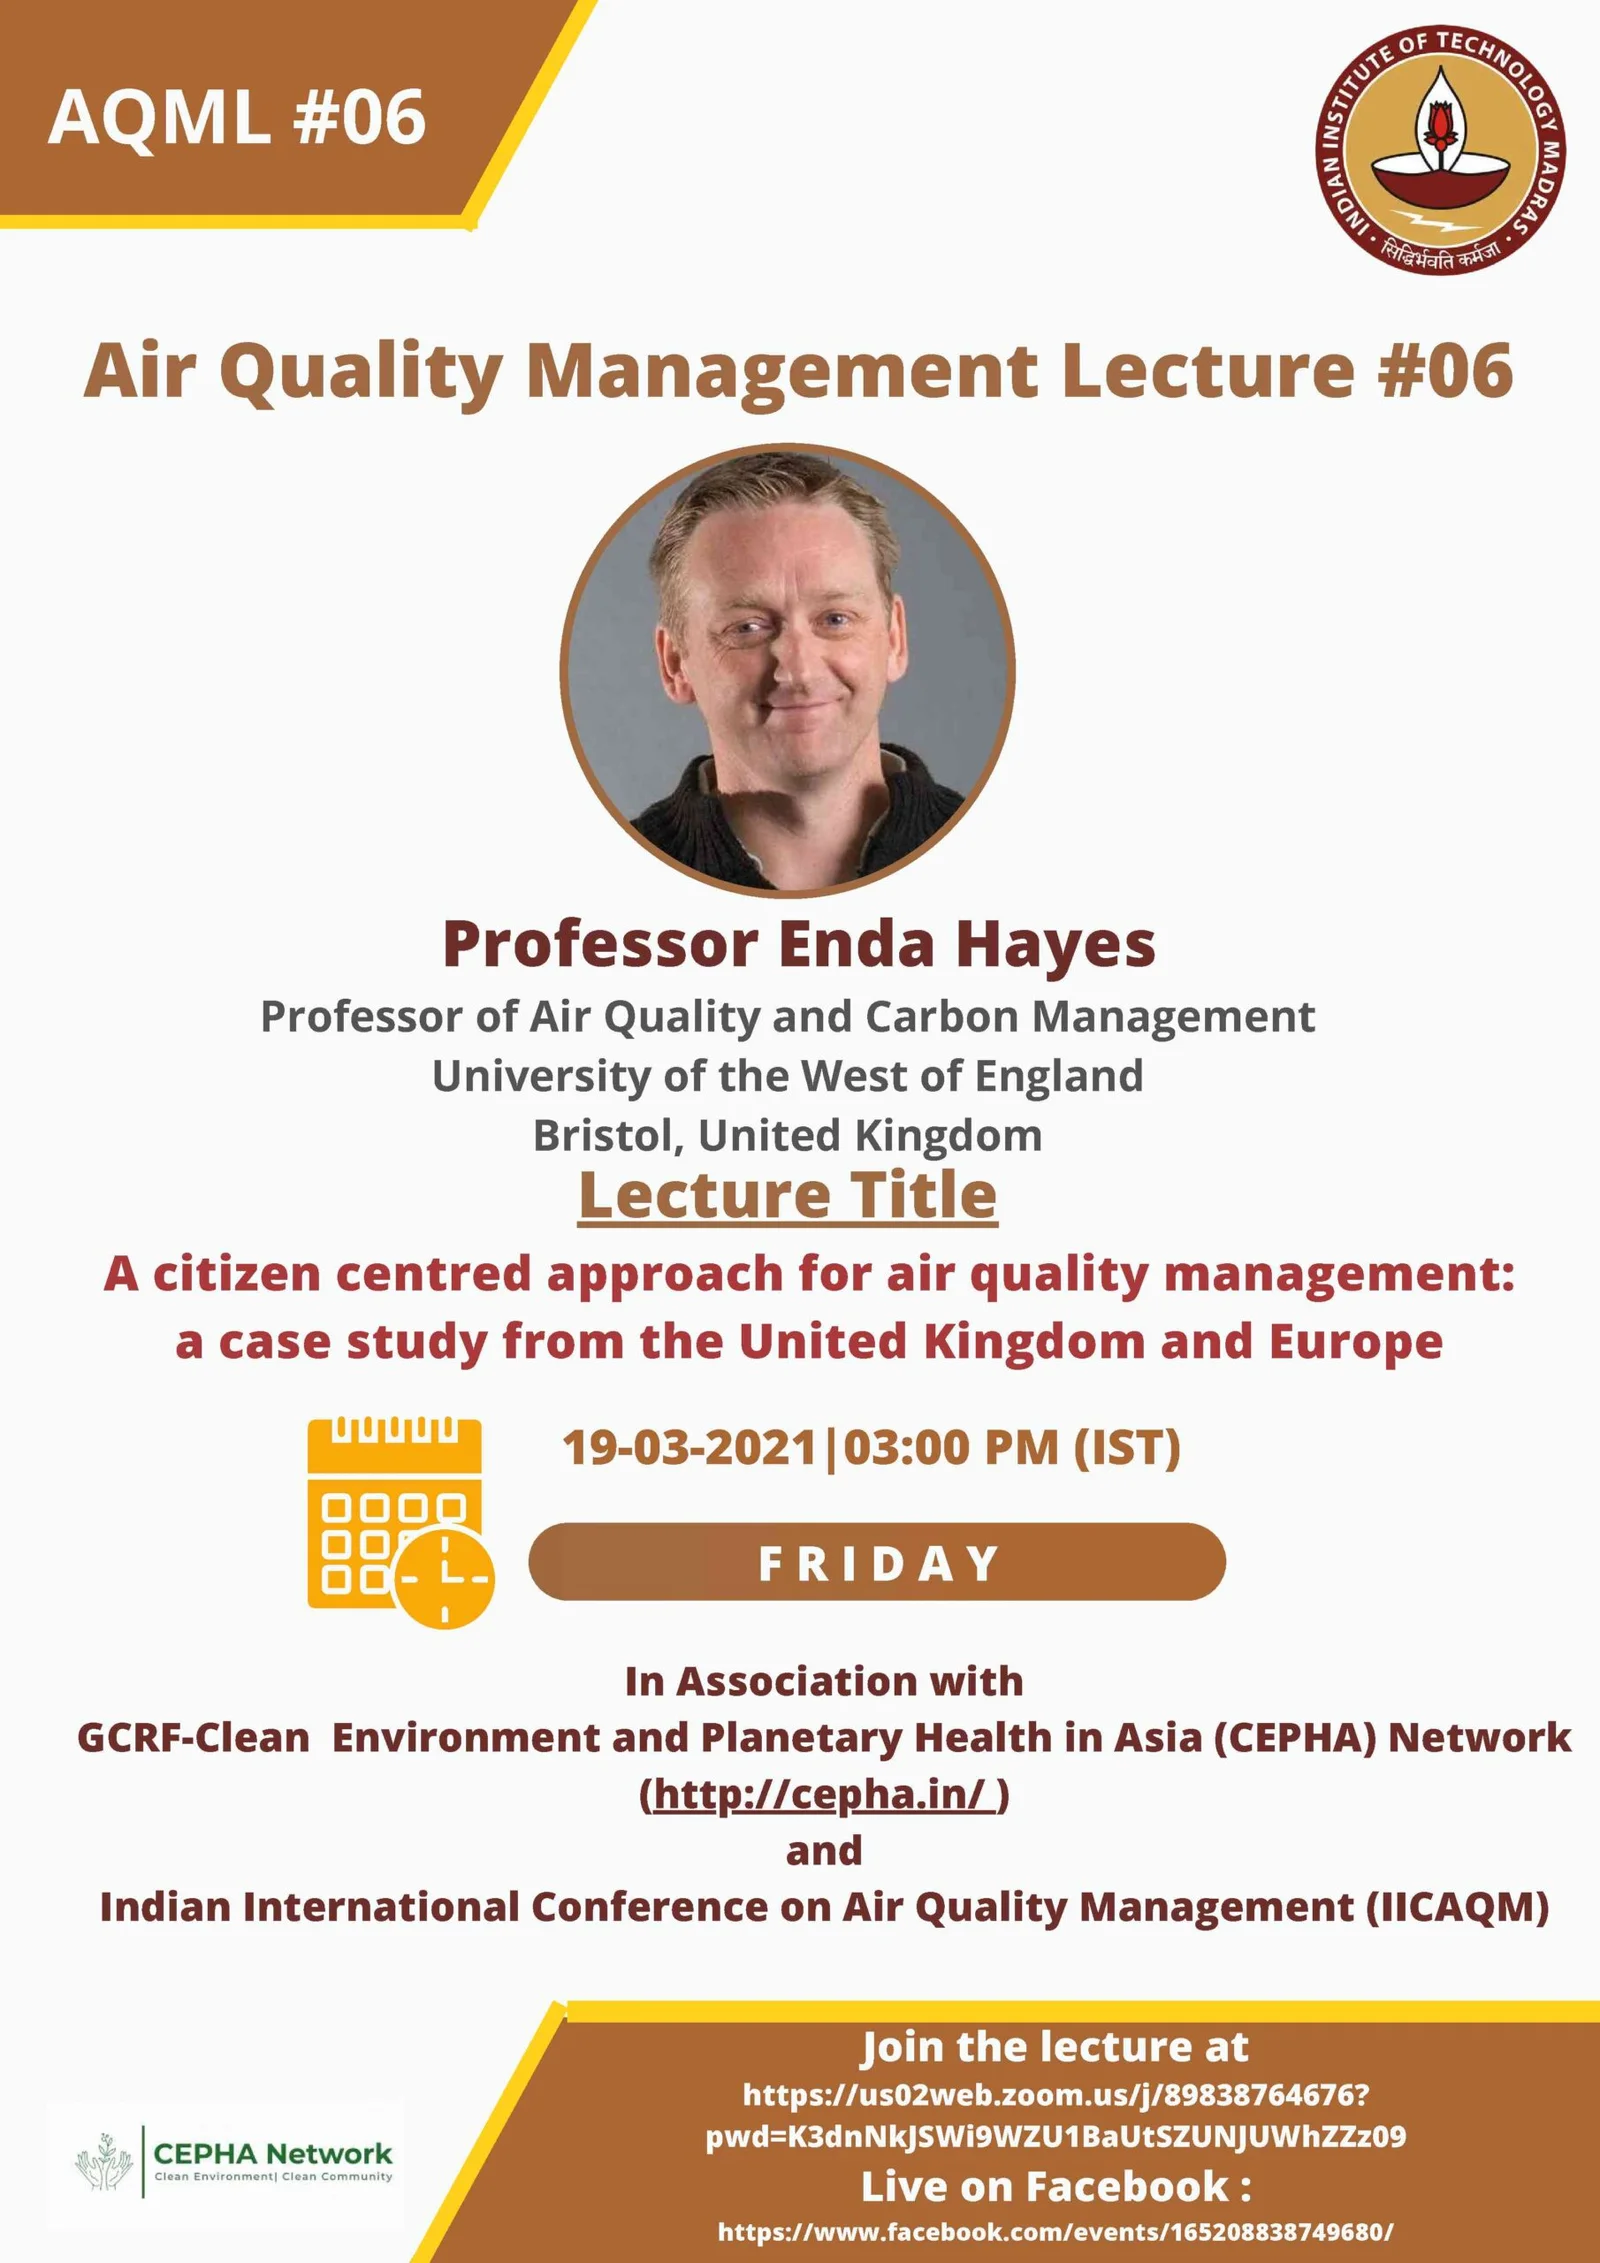 AQML #06
INDIAN INSTITUTE OF TECHNOLOGY MADRAS
सिद्धिर्भवति कर्मजा
Air Quality Management Lecture #06
Professor Enda Hayes
Professor of Air Quality and Carbon Management
University of the West of England
Bristol, United Kingdom
Lecture Title
A citizen centred approach for air quality management:
a case study from the United Kingdom and Europe
19-03-2021|03:00 PM (IST)
FRIDAY
In Association with
GCRF-Clean Environment and Planetary Health in Asia (CEPHA) Network
(http://cepha.in/ )
and
Indian International Conference on Air Quality Management (IICAQM)
Join the lecture at
https://us02web.zoom.us/j/89838764676?
pwd=K3dnNkJSWi9WZU1BaUtSZUNJUWhZZz09
Live on Facebook :
https://www.facebook.com/events/165208838749680/
CEPHA Network
Clean Environment| Clean Community